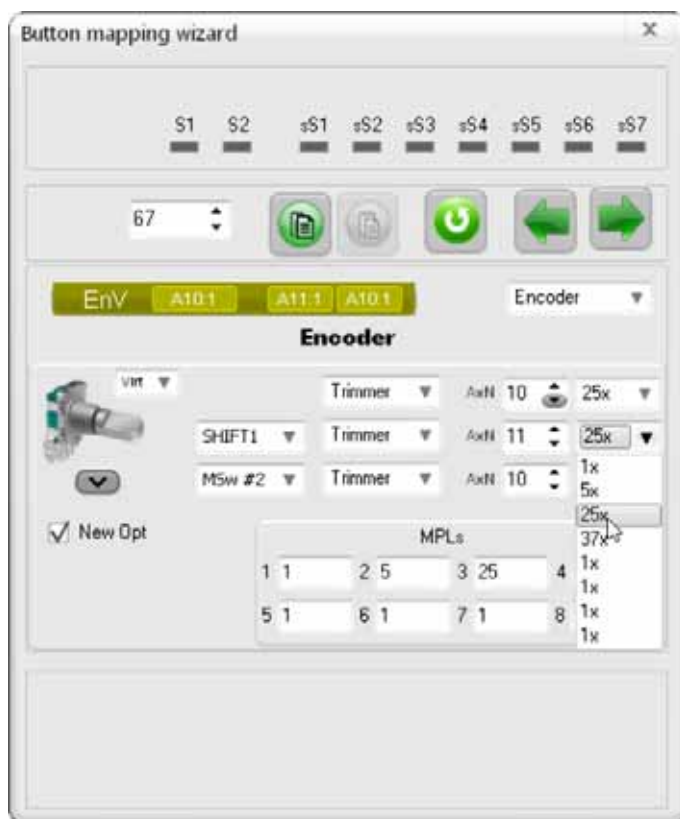 Button mapping wizard
S1 S2 sS1 sS2 sS3 sS4 sS5 sS6 sS7
67
EnV A10:1 A11:1 A10:1 Encoder
Encoder
Virt Trimmer AxN 10 25x
SHIFT1 Trimmer AxN 11 25x
MSw #2 Trimmer AxN 10
1x
5x
25x
37x
1x
1x
1x
1x
New Opt
MPLs
1 1 2 5 3 25 4
5 1 6 1 7 1 8